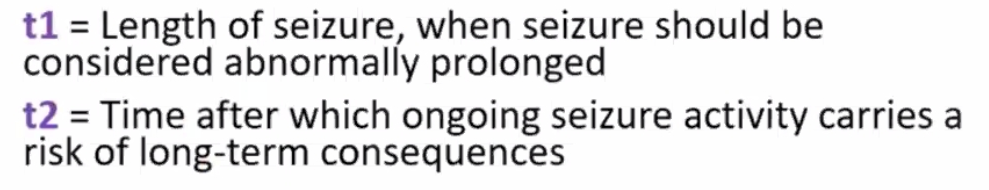 t1 = Length of seizure, when seizure should be
considered abnormally prolonged
t2 = Time after which ongoing seizure activity carries a
risk of long-term consequences